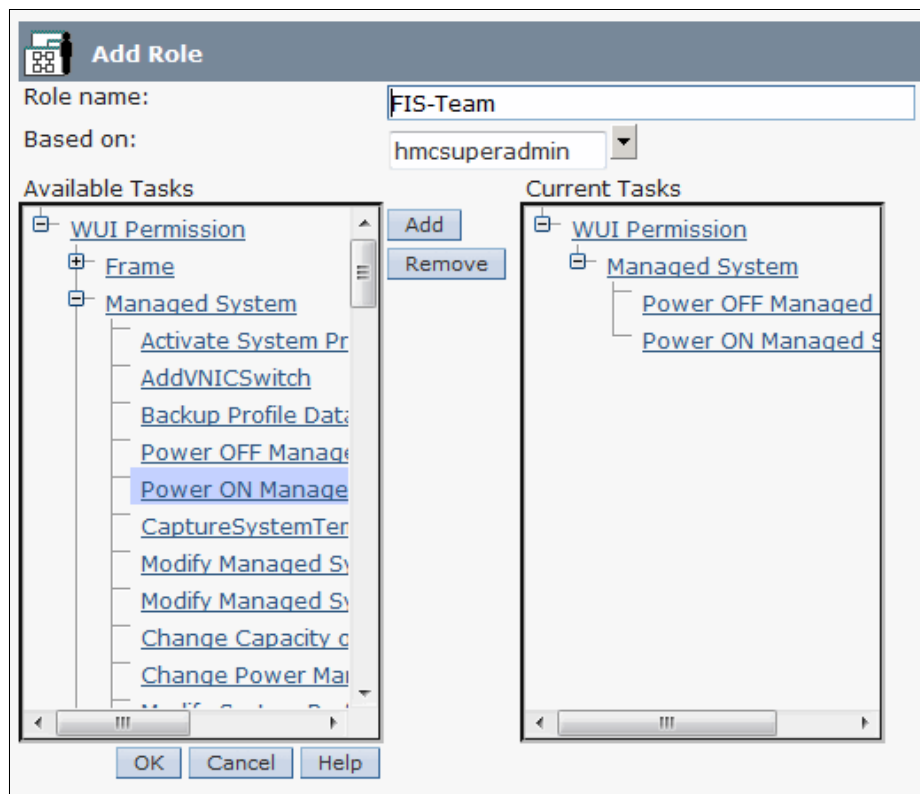 Add Role
Role name:
FIS-Team
Based on:
hmcsuperadmin
Available Tasks
WUI Permission
Frame
Managed System
Activate System Pr
AddVNICSwitch
Backup Profile Data
Power OFF Manage
Power ON Manage
CaptureSystemTem
Modify Managed Sy
Modify Managed Sy
Change Capacity o
Change Power Man
Add
Remove
Current Tasks
WUI Permission
Managed System
Power OFF Managed
Power ON Managed S
OK
Cancel
Help